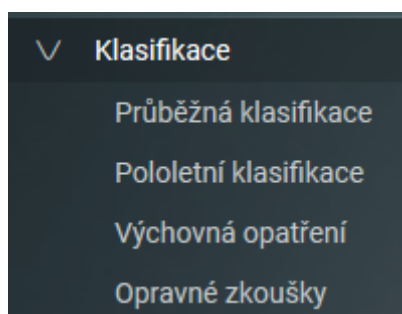 Klasifikace
Průběžná klasifikace
Pololetní klasifikace
Výchovná opatření
Opravné zkoušky